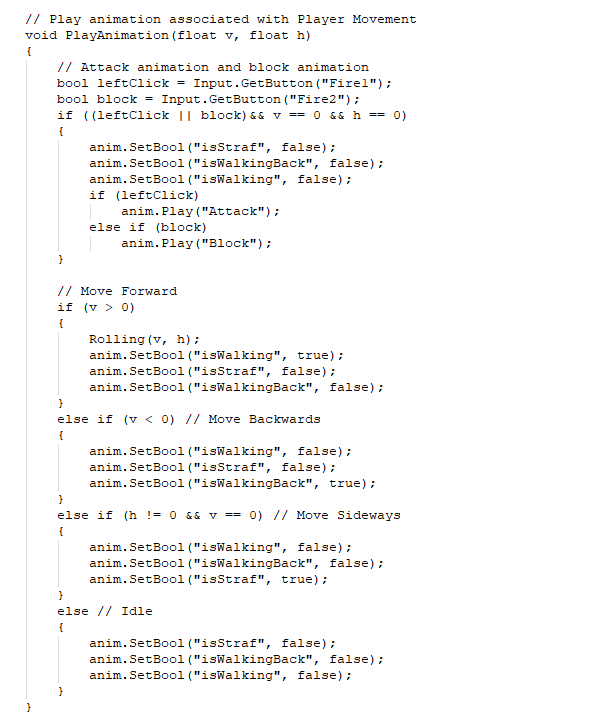 // Play animation associated with Player Movement
void PlayAnimation(float v, float h)
{
    // Attack animation and block animation
    bool leftClick = Input.GetButton("Fire1");
    bool block = Input.GetButton("Fire2");
    if ((leftClick || block)&& v == 0 && h == 0)
    {
        anim.SetBool("isStraf", false);
        anim.SetBool("isWalkingBack", false);
        anim.SetBool("isWalking", false);
        if (leftClick)
            anim.Play("Attack");
        else if (block)
            anim.Play("Block");
    }

    // Move Forward
    if (v > 0)
    {
        Rolling(v, h);
        anim.SetBool("isWalking", true);
        anim.SetBool("isStraf", false);
        anim.SetBool("isWalkingBack", false);
    }
    else if (v < 0) // Move Backwards
    {
        anim.SetBool("isWalking", false);
        anim.SetBool("isStraf", false);
        anim.SetBool("isWalkingBack", true);
    }
    else if (h != 0 && v == 0) // Move Sideways
    {
        anim.SetBool("isWalking", false);
        anim.SetBool("isWalkingBack", false);
        anim.SetBool("isStraf", true);
    }
    else // Idle
    {
        anim.SetBool("isStraf", false);
        anim.SetBool("isWalkingBack", false);
        anim.SetBool("isWalking", false);
    }
}